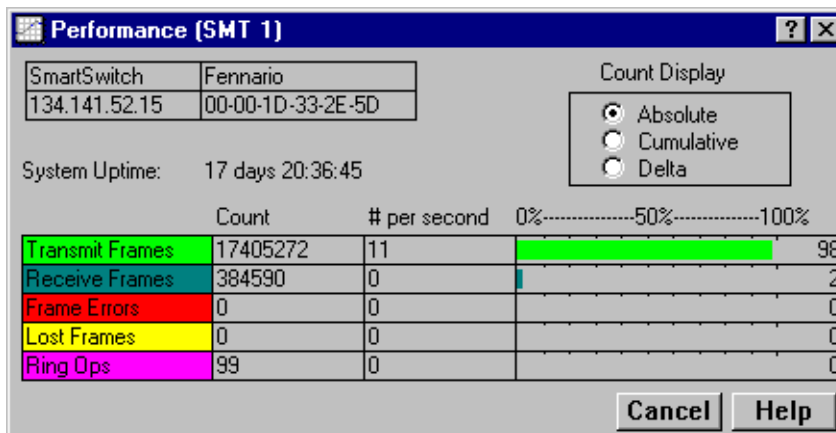 Performance (SMT 1)
SmartSwitch Fennario
134.141.52.15 00-00-1D-33-2E-5D
Count Display
Absolute
Cumulative
Delta
System Uptime: 17 days 20:36:45
Count # per second 0%---------------50%--------------100%
Transmit Frames 17405272 11 98
Receive Frames 384590 0 2
Frame Errors 0 0 0
Lost Frames 0 0 0
Ring Ops 99 0 0
Cancel Help